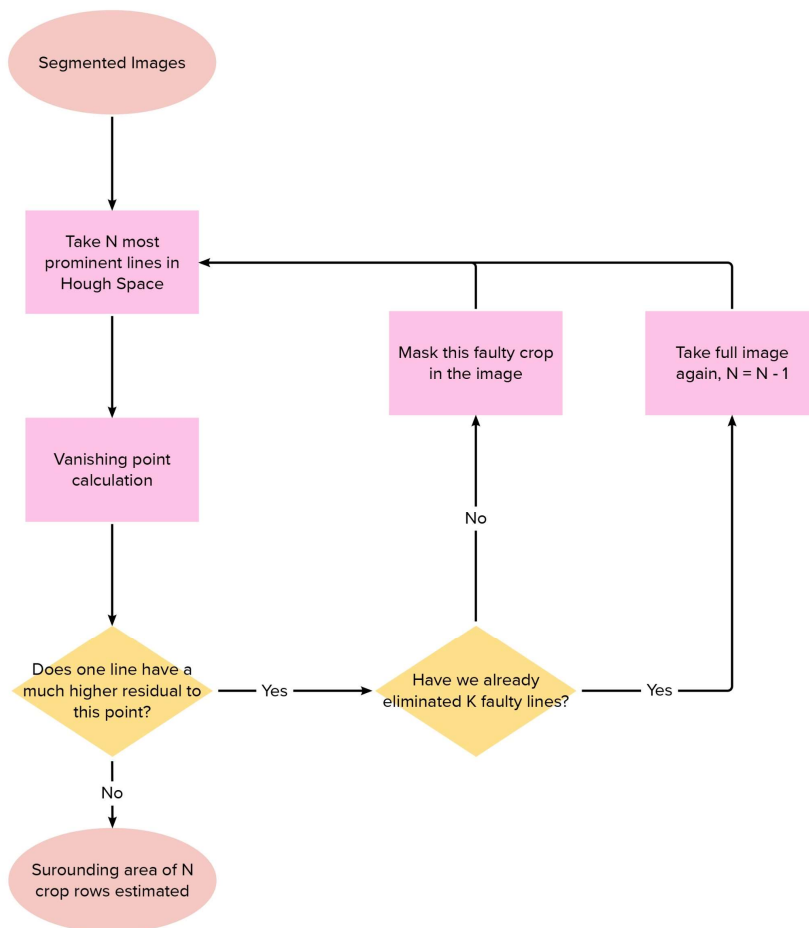 Segmented Images
Take N most
prominent lines in
Hough Space
Mask this faulty crop
in the image
Take full image
again, N = N - 1
Vanishing point
calculation
No
Does one line have a
much higher residual to
this point?
Yes
Have we already
eliminated K faulty lines?
Yes
No
Surounding area of N
crop rows estimated